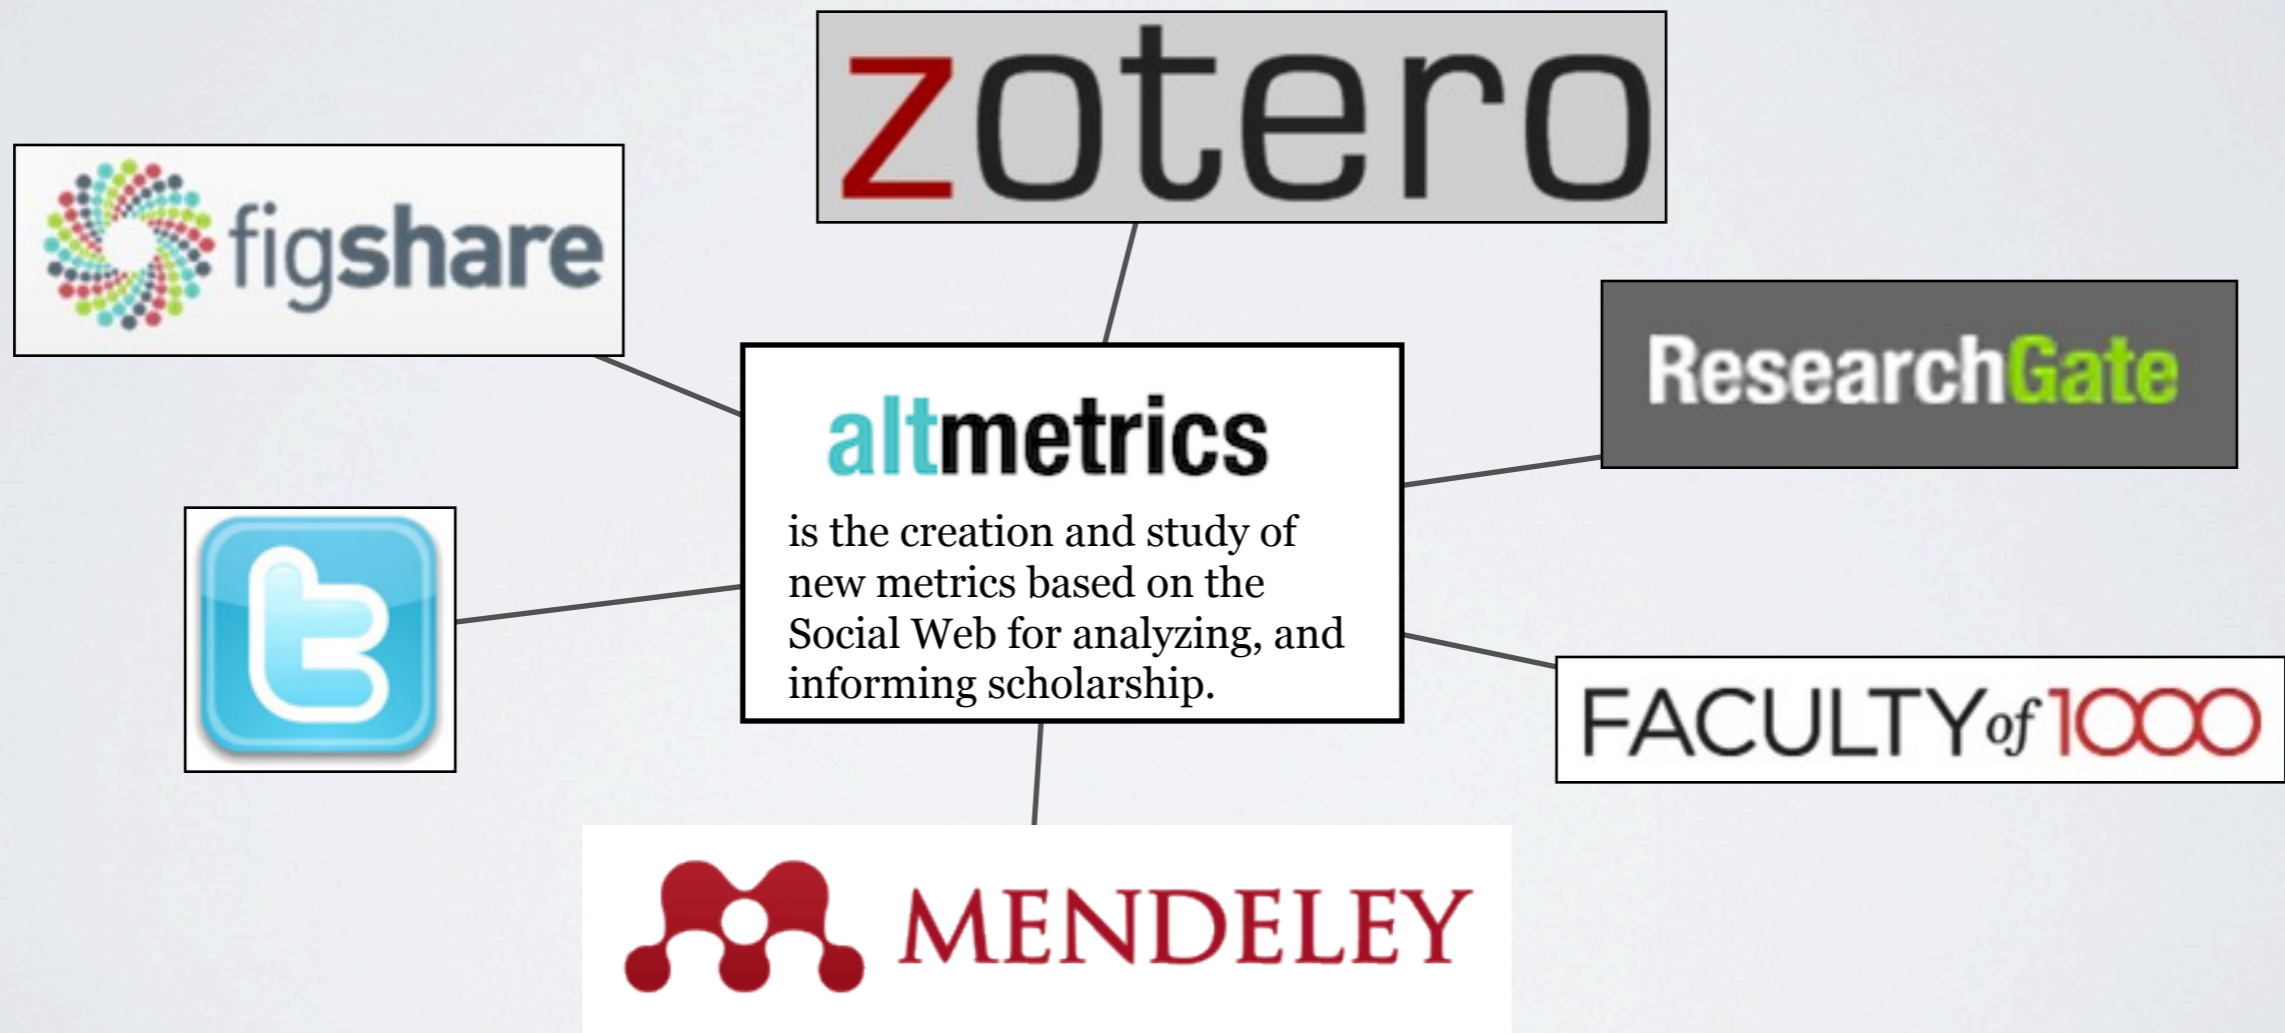 zotero
figshare
ResearchGate
altmetrics
is the creation and study of
new metrics based on the
Social Web for analyzing, and
informing scholarship.
t
FACULTY of 1000
MENDELEY